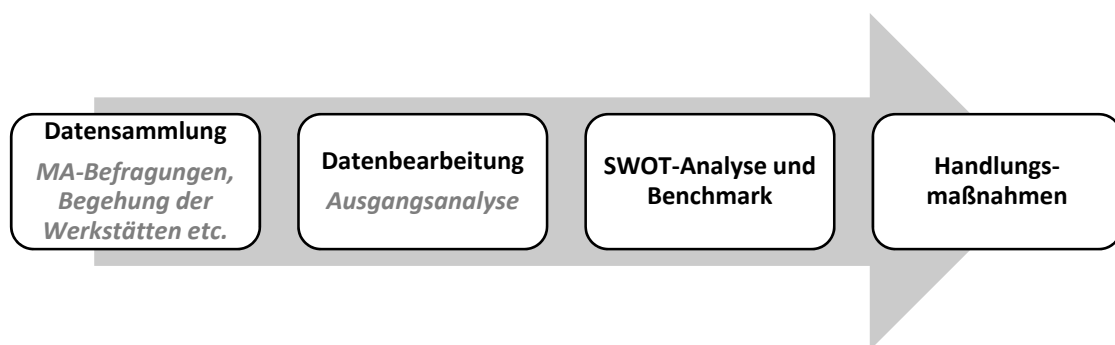 Datensammlung
MA-Befragungen,
Begehung der
Werkstätten etc.
Datenbearbeitung
Ausgangsanalyse
SWOT-Analyse und
Benchmark
Handlungs-
maßnahmen